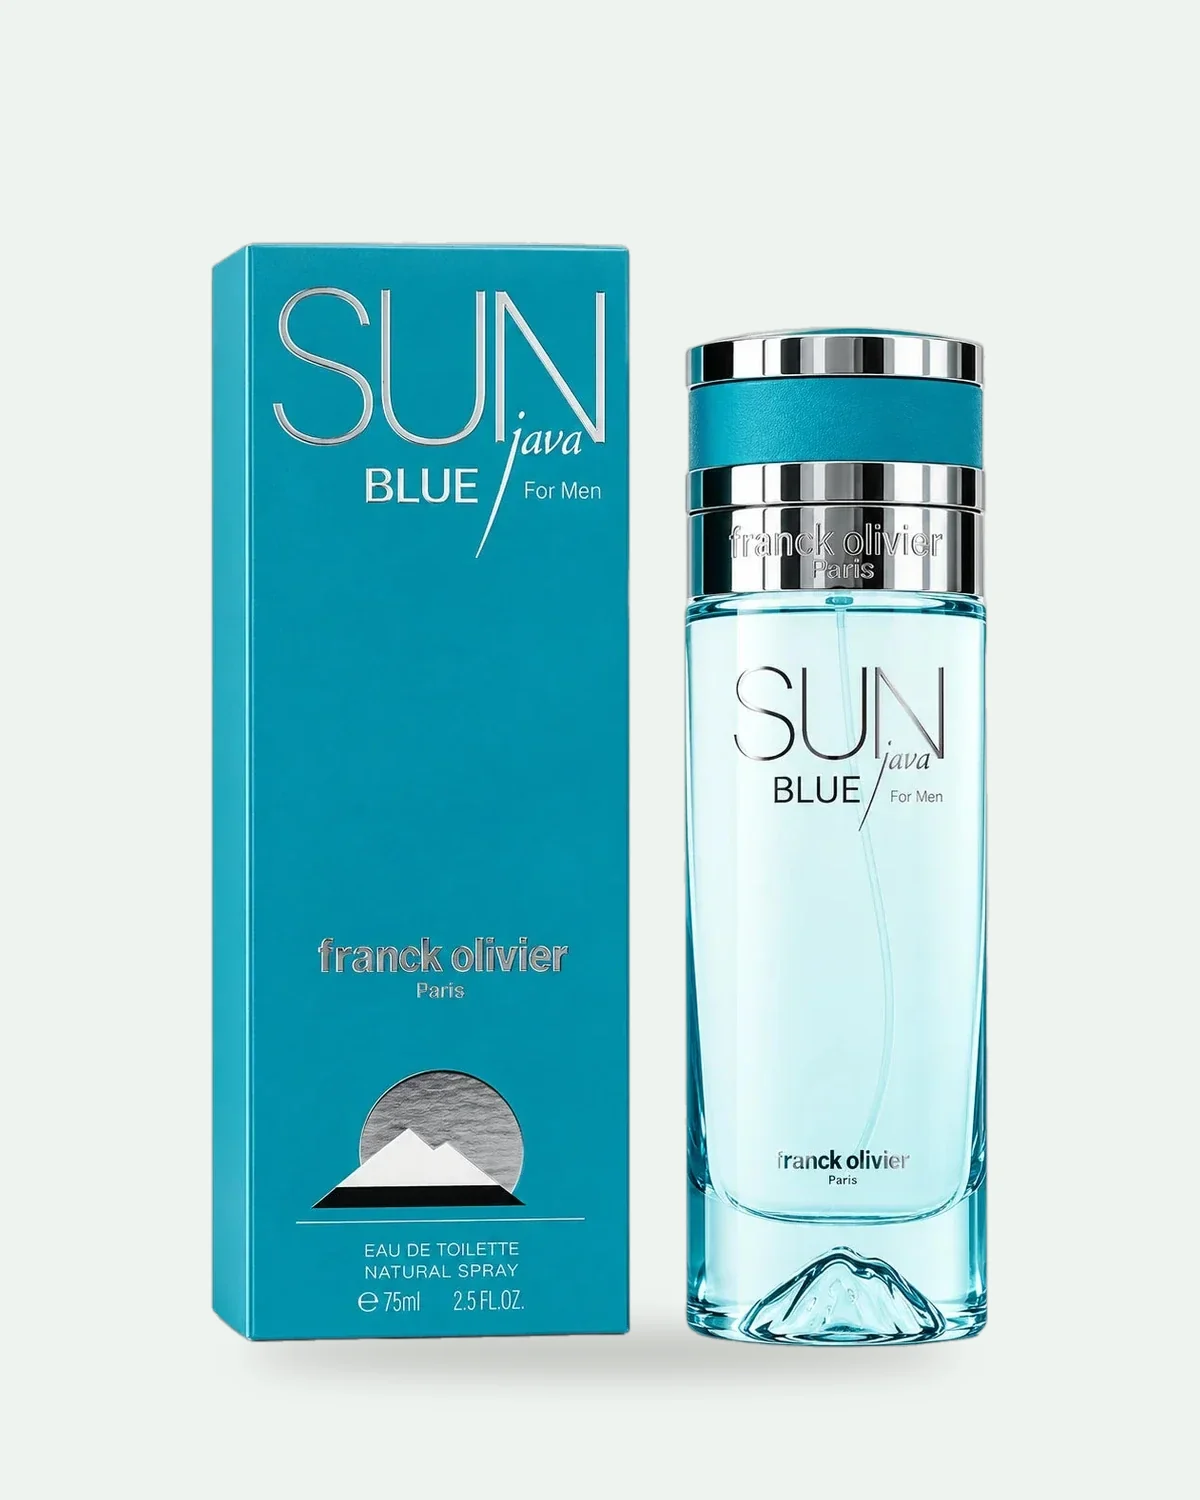 SUN
java
BLUE For Men
franck olivier
Paris
EAU DE TOILETTE
NATURAL SPRAY
℮ 75ml 2.5 FL.OZ.
franck olivier
Paris
SUN
java
BLUE For Men
franck olivier
Paris